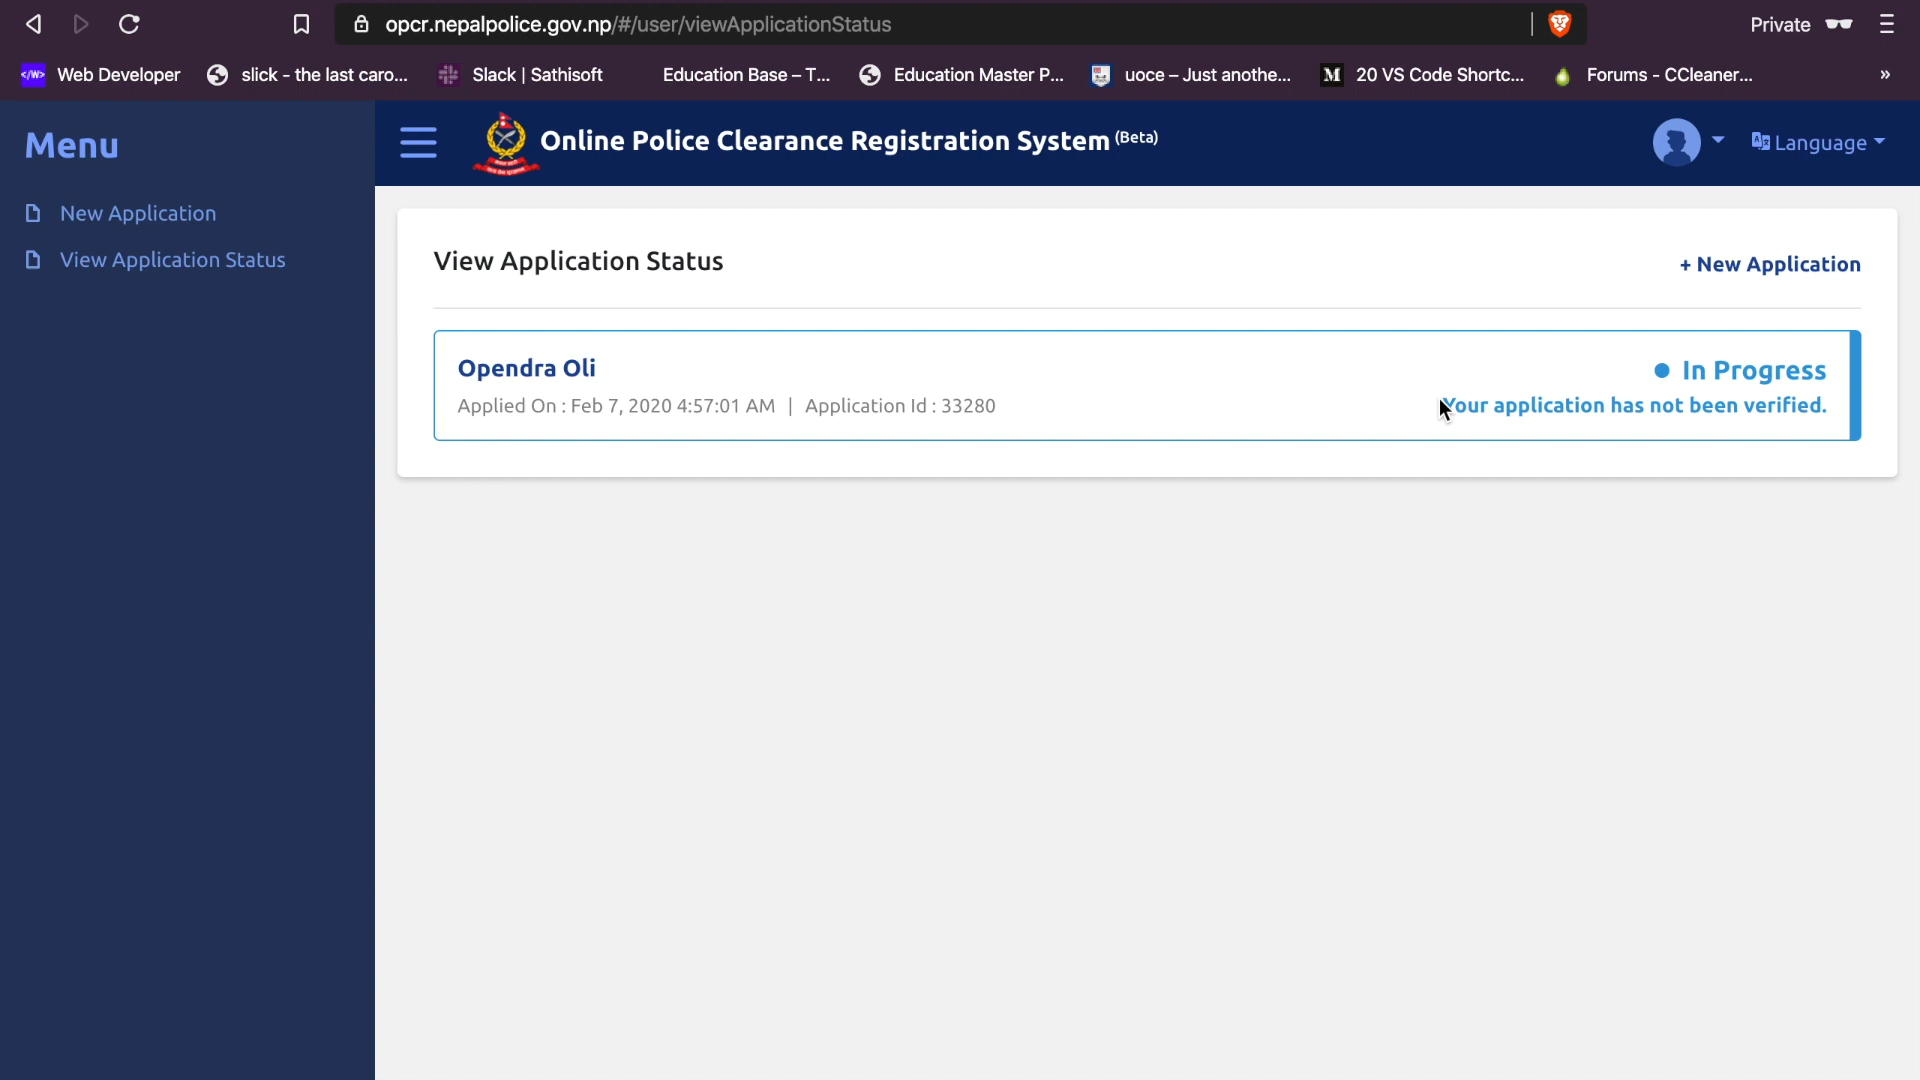 opcr.nepalpolice.gov.np/#/user/viewApplicationStatus
Private
</W> Web Developer
slick - the last caro...
Slack | Sathisoft
Education Base – T...
Education Master P...
uoce – Just anothe...
M 20 VS Code Shortc...
Forums - CCleaner...
»
Menu
New Application
View Application Status
Online Police Clearance Registration System (Beta)
Language
View Application Status
+ New Application
Opendra Oli
In Progress
Applied On : Feb 7, 2020 4:57:01 AM | Application Id : 33280
Your application has not been verified.